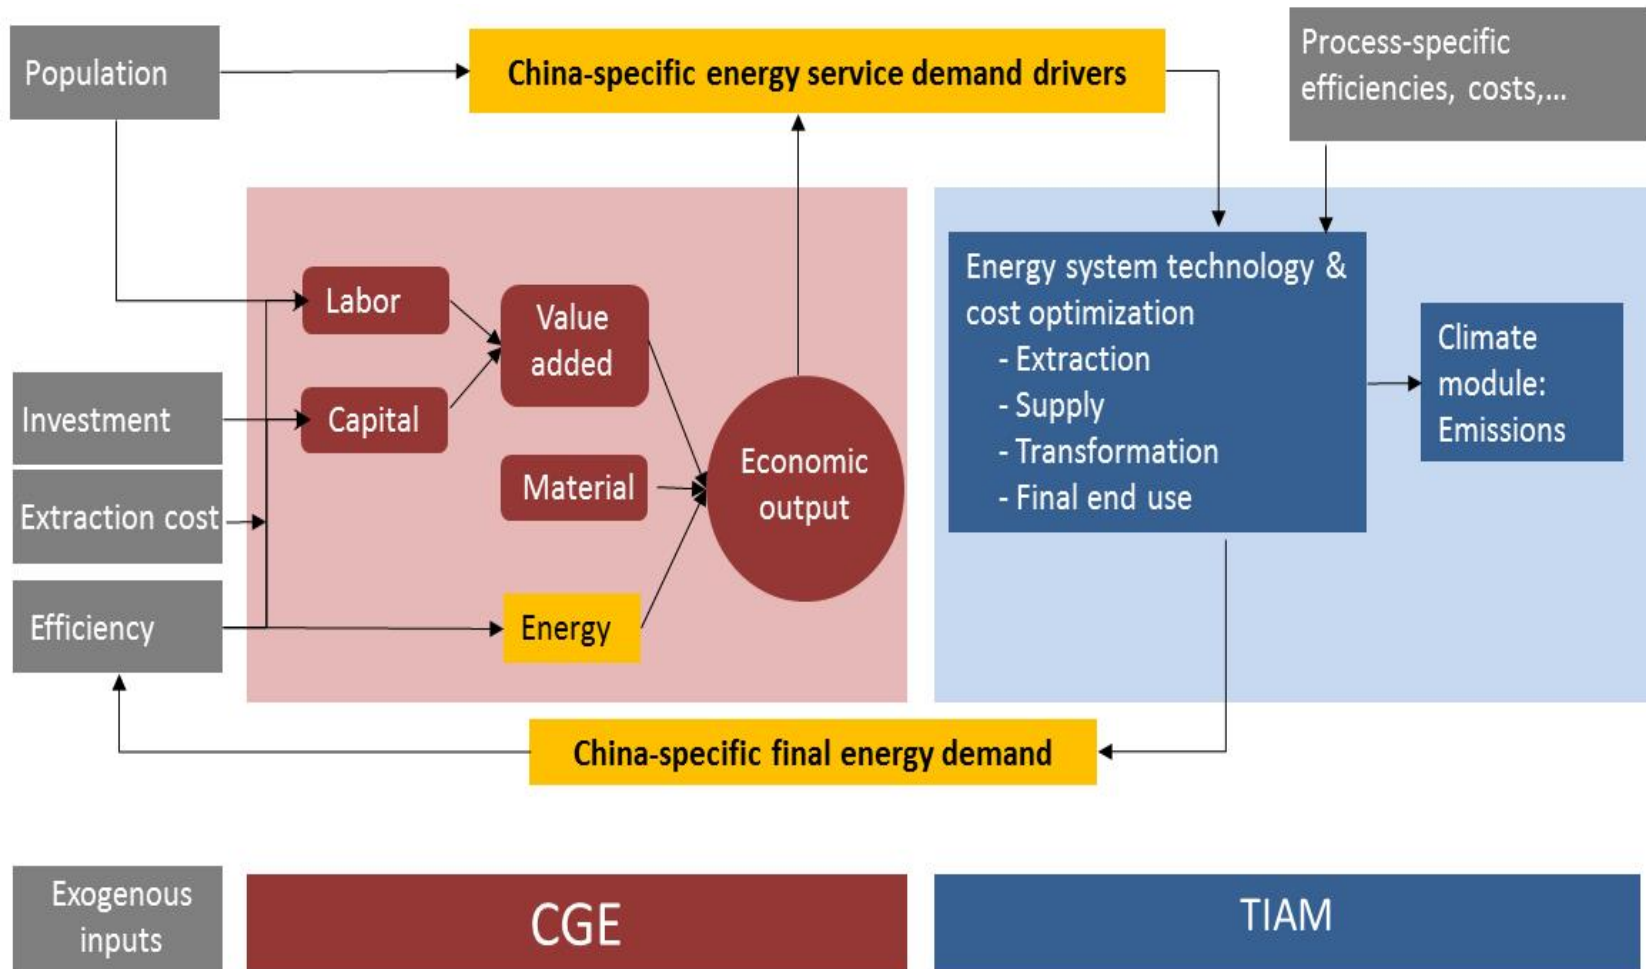 Population
China-specific energy service demand drivers
Process-specific
efficiencies, costs,...
Labor
Value
added
Investment
Capital
Extraction cost
Material
Economic
output
Efficiency
Energy
Energy system technology &
cost optimization
- Extraction
- Supply
- Transformation
- Final end use
Climate
module:
Emissions
China-specific final energy demand
Exogenous
inputs
CGE
TIAM